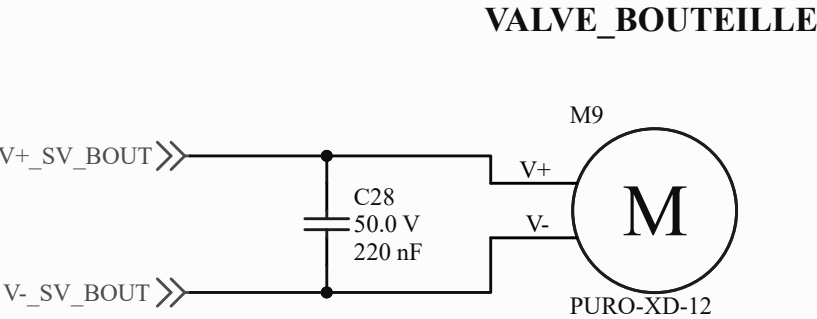 VALVE_BOUTEILLE
M9
V+_SV_BOUT
V+
C28
50.0 V
220 nF
M
V-
V-_SV_BOUT
PURO-XD-12